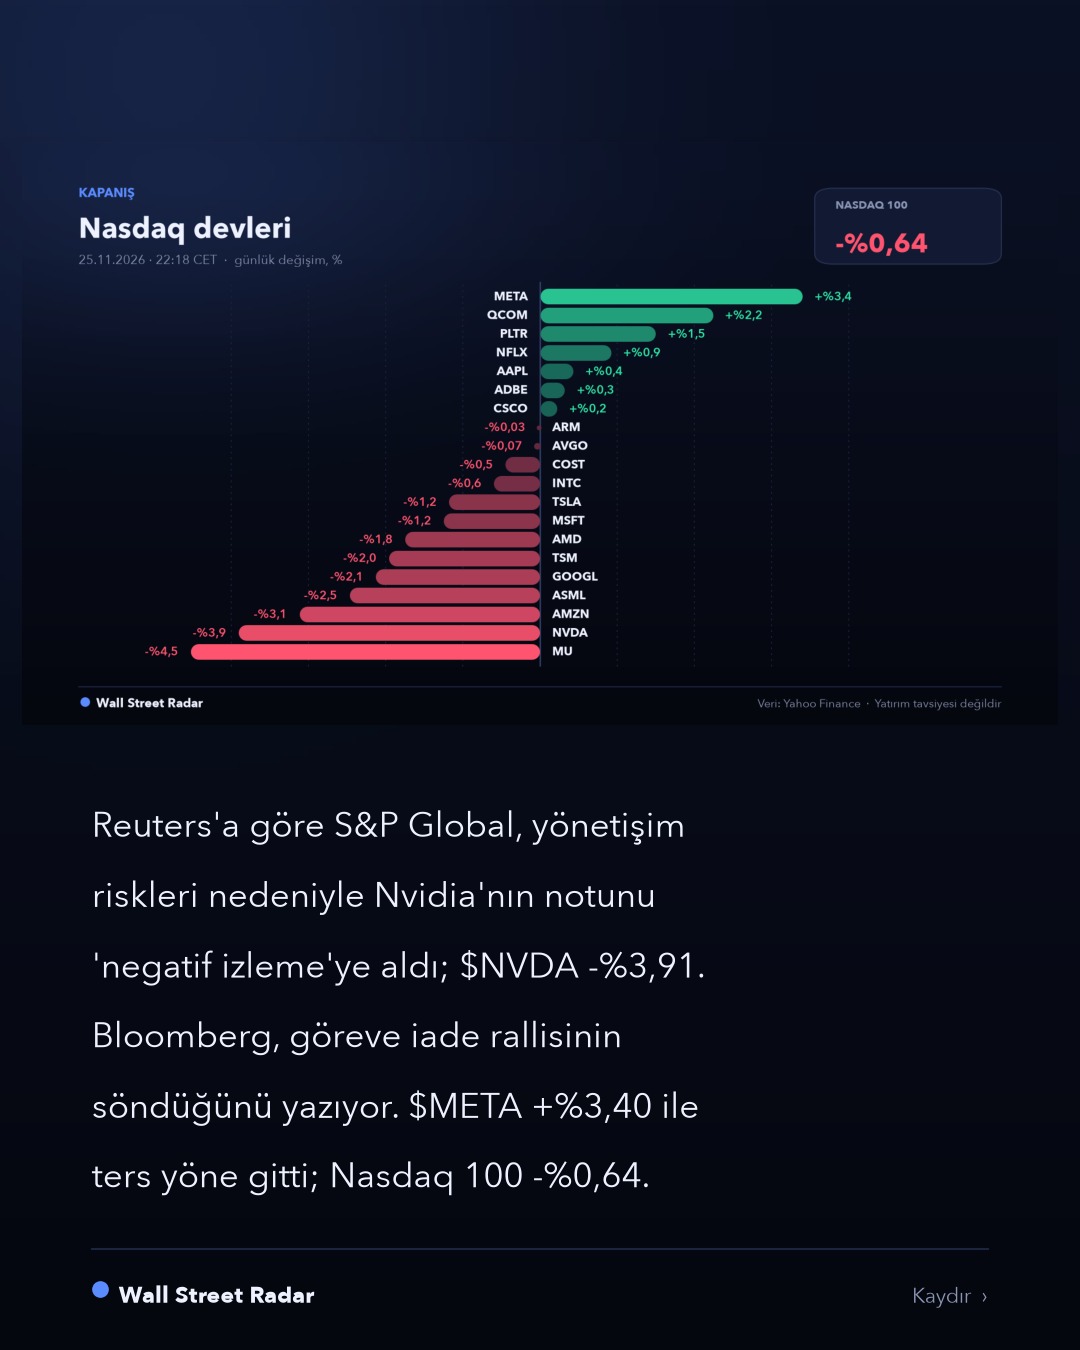 KAPANIŞ
Nasdaq devleri
25.11.2026 · 22:18 CET · günlük değişim, %
NASDAQ 100
-%0,64
META +%3,4
QCOM +%2,2
PLTR +%1,5
NFLX +%0,9
AAPL +%0,4
ADBE +%0,3
CSCO +%0,2
-%0,03 ARM
-%0,07 AVGO
-%0,5 COST
-%0,6 INTC
-%1,2 TSLA
-%1,2 MSFT
-%1,8 AMD
-%2,0 TSM
-%2,1 GOOGL
-%2,5 ASML
-%3,1 AMZN
-%3,9 NVDA
-%4,5 MU
Wall Street Radar
Veri: Yahoo Finance · Yatırım tavsiyesi değildir
Reuters'a göre S&P Global, yönetişim
riskleri nedeniyle Nvidia'nın notunu
'negatif izleme'ye aldı; $NVDA -%3,91.
Bloomberg, göreve iade rallisinin
söndüğünü yazıyor. $META +%3,40 ile
ters yöne gitti; Nasdaq 100 -%0,64.
Wall Street Radar
Kaydır ›